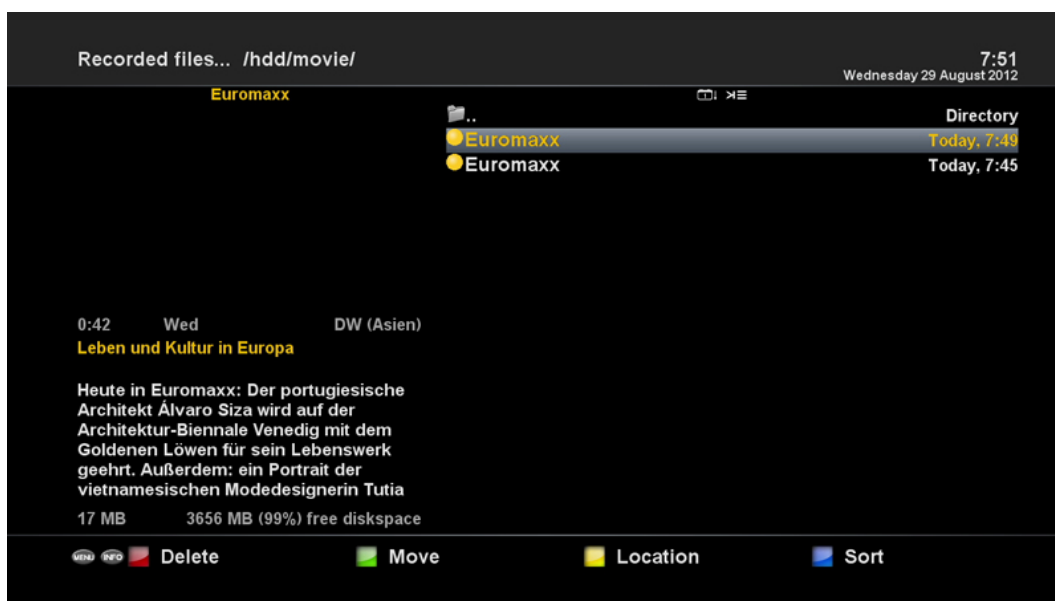 Recorded files... /hdd/movie/
7:51
Wednesday 29 August 2012
Euromaxx
..
Directory
Euromaxx
Today, 7:49
Euromaxx
Today, 7:45
0:42 Wed DW (Asien)
Leben und Kultur in Europa
Heute in Euromaxx: Der portugiesische
Architekt Álvaro Siza wird auf der
Architektur-Biennale Venedig mit dem
Goldenen Löwen für sein Lebenswerk
geehrt. Außerdem: ein Portrait der
vietnamesischen Modedesignerin Tutia
17 MB 3656 MB (99%) free diskspace
MENU INFO Delete Move Location Sort